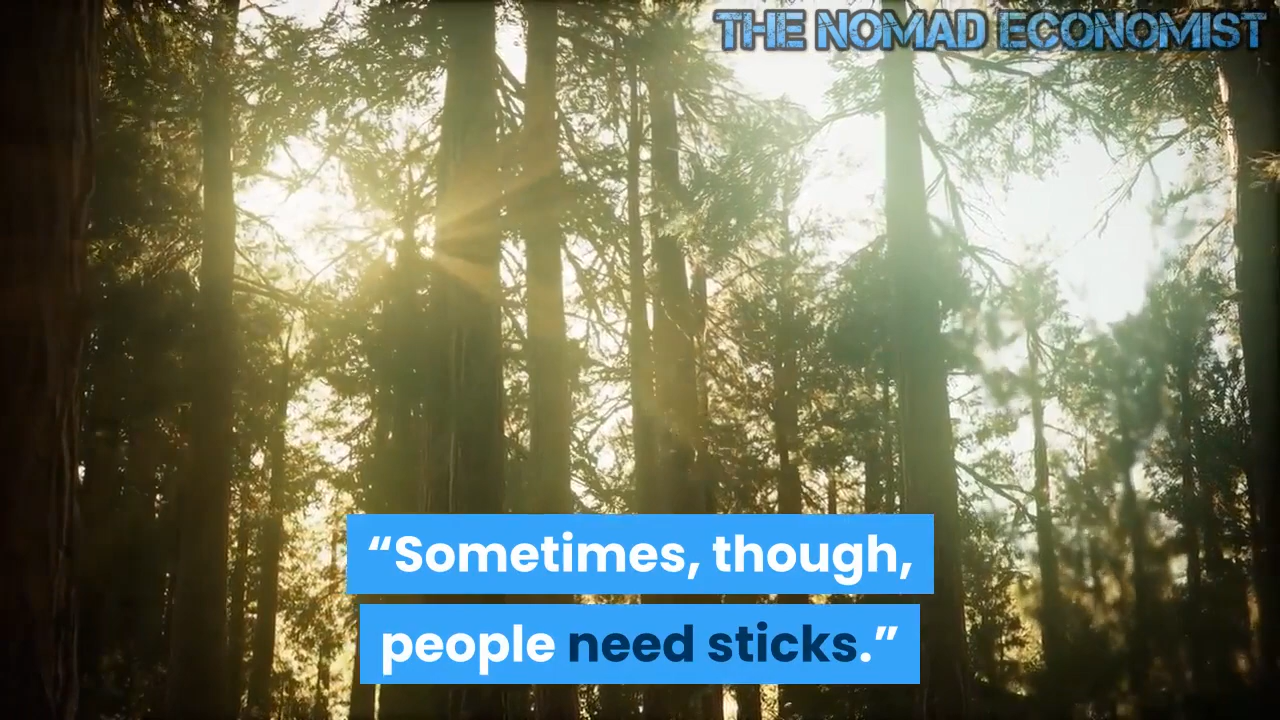 THE NOMAD ECONOMIST
“Sometimes, though,
people need sticks.”